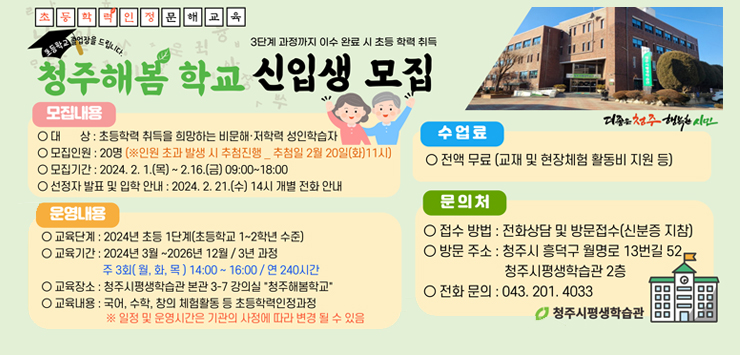 초등학력인정문해교육
초등학교 졸업장을 드립니다.
3단계 과정까지 이수 완료 시 초등 학력 취득
청주해봄 학교 신입생 모집
더 좋은 청주 행복한 시민
모집내용
○ 대 상 : 초등학력 취득을 희망하는 비문해·저학력 성인학습자
○ 모집인원 : 20명 (※인원 초과 발생 시 추첨진행 _ 추첨일 2월 20일(화)11시)
○ 모집기간 : 2024. 2. 1.(목) ~ 2.16.(금) 09:00~18:00
○ 선정자 발표 및 입학 안내 : 2024. 2. 21.(수) 14시 개별 전화 안내
운영내용
○ 교육단계 : 2024년 초등 1단계(초등학교 1~2학년 수준)
○ 교육기간 : 2024년 3월 ~2026년 12월 / 3년 과정
주 3회( 월, 화, 목 ) 14:00 ~ 16:00 / 연 240시간
○ 교육장소 : 청주시평생학습관 본관 3-7 강의실 "청주해봄학교"
○ 교육내용 : 국어, 수학, 창의 체험활동 등 초등학력인정과정
※ 일정 및 운영시간은 기관의 사정에 따라 변경 될 수 있음
수업료
○ 전액 무료 (교재 및 현장체험 활동비 지원 등)
문의처
○ 접수 방법 : 전화상담 및 방문접수(신분증 지참)
○ 방문 주소 : 청주시 흥덕구 월명로 13번길 52
청주시평생학습관 2층
○ 전화 문의 : 043. 201. 4033
청주시평생학습관